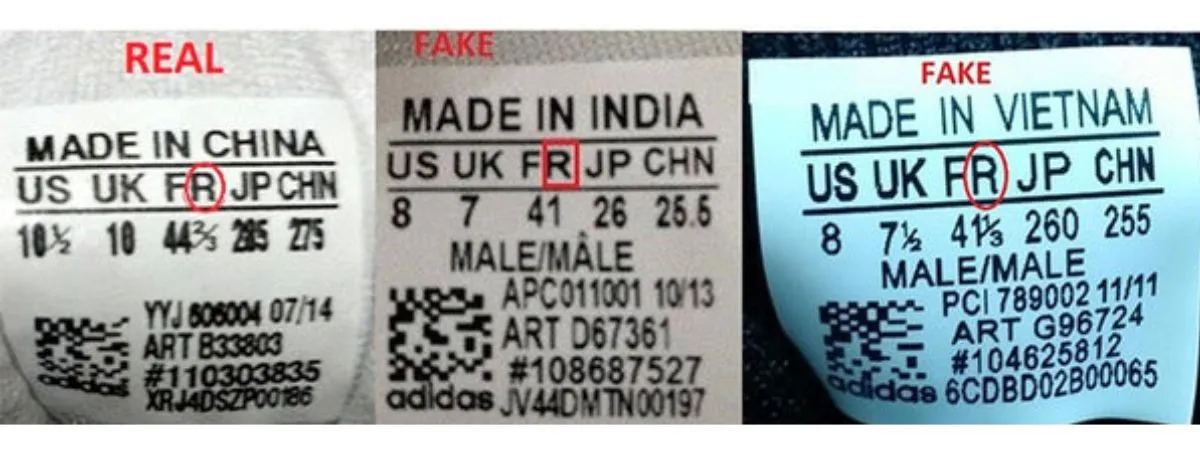 REAL
MADE IN CHINA
US UK FR JP CHN
10½ 10 44⅔ 285 275
YYJ 606004 07/14
ART B33803
#110303835
adidas XRJ4DSZP00186
FAKE
MADE IN INDIA
US UK FR JP CHN
8 7 41 26 25.5
MALE/MÂLE
APC011001 10/13
ART D67361
#108687527
adidas JV44DMTN00197
FAKE
MADE IN VIETNAM
US UK FR JP CHN
8 7½ 41⅓ 260 255
MALE/MALE
PCI 789002 11/11
ART G96724
#104625812
adidas 6CDBD02B00065